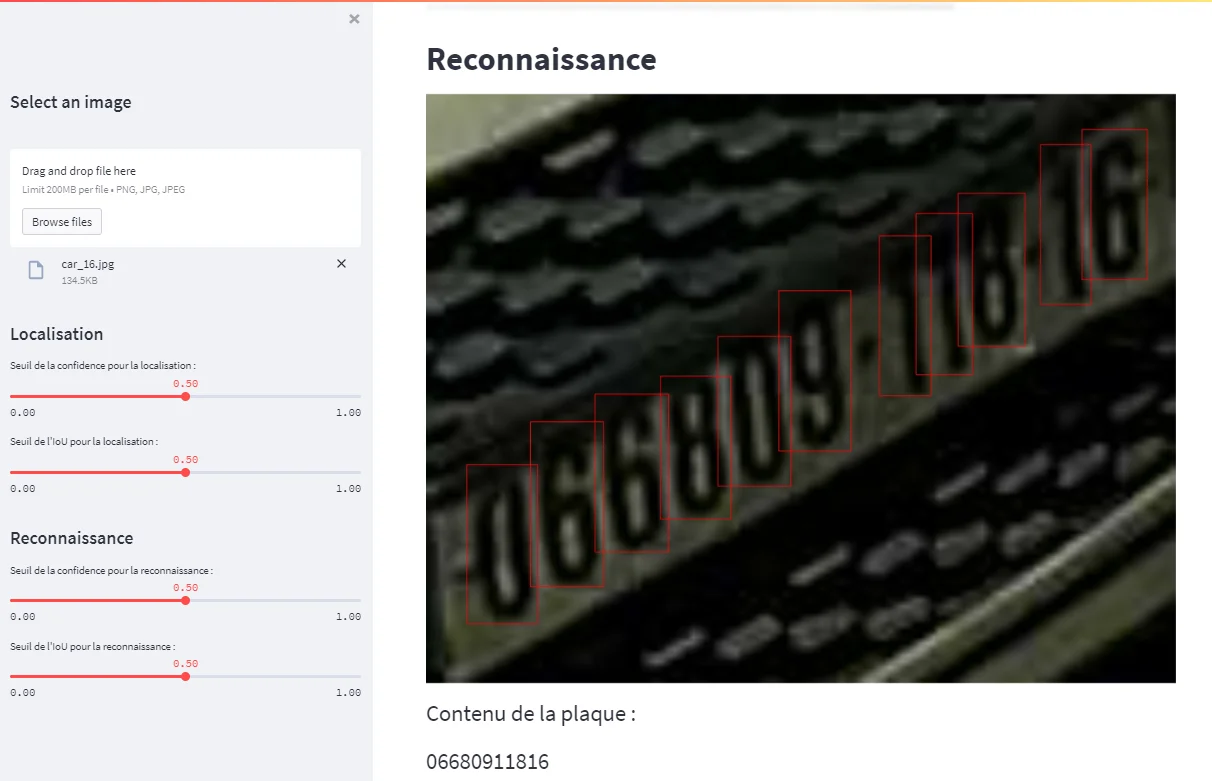 ×
Select an image
Drag and drop file here
Limit 200MB per file • PNG, JPG, JPEG
Browse files
car_16.jpg
134.5KB
×
Localisation
Seuil de la confidence pour la localisation :
0.50
0.00 1.00
Seuil de l'IoU pour la localisation :
0.50
0.00 1.00
Reconnaissance
Seuil de la confidence pour la reconnaissance :
0.50
0.00 1.00
Seuil de l'IoU pour la reconnaissance :
0.50
0.00 1.00
Reconnaissance
066809-118-16
Contenu de la plaque :
06680911816